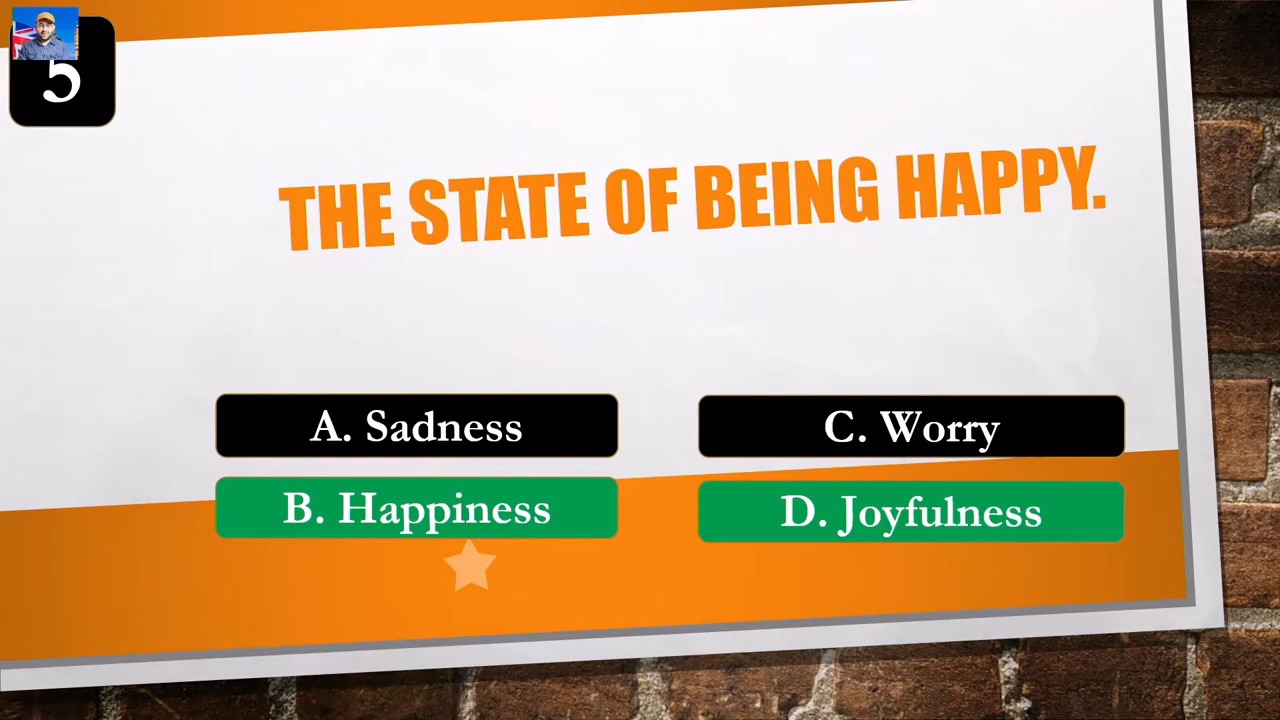 5
THE STATE OF BEING HAPPY.
A. Sadness
C. Worry
B. Happiness
D. Joyfulness